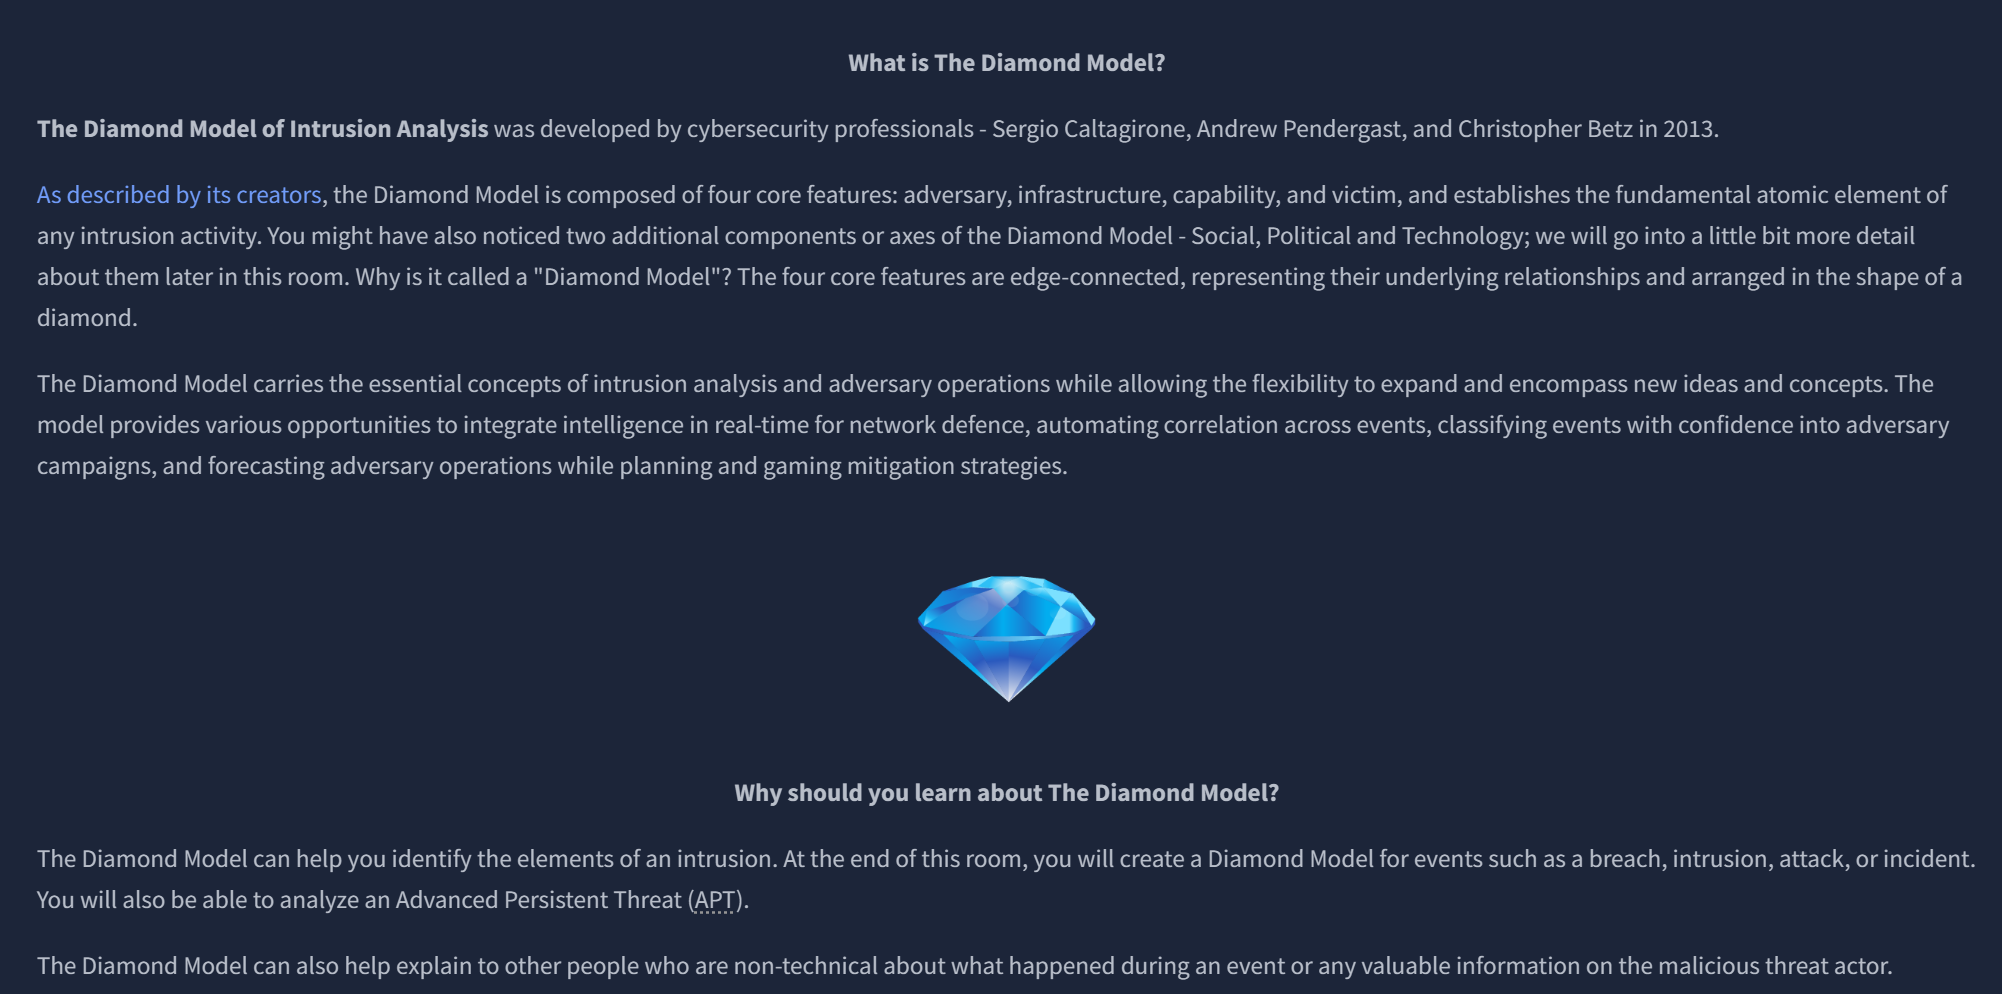 What is The Diamond Model?
The Diamond Model of Intrusion Analysis was developed by cybersecurity professionals - Sergio Caltagirone, Andrew Pendergast, and Christopher Betz in 2013.
As described by its creators, the Diamond Model is composed of four core features: adversary, infrastructure, capability, and victim, and establishes the fundamental atomic element of
any intrusion activity. You might have also noticed two additional components or axes of the Diamond Model - Social, Political and Technology; we will go into a little bit more detail
about them later in this room. Why is it called a "Diamond Model"? The four core features are edge-connected, representing their underlying relationships and arranged in the shape of a
diamond.
The Diamond Model carries the essential concepts of intrusion analysis and adversary operations while allowing the flexibility to expand and encompass new ideas and concepts. The
model provides various opportunities to integrate intelligence in real-time for network defence, automating correlation across events, classifying events with confidence into adversary
campaigns, and forecasting adversary operations while planning and gaming mitigation strategies.
Why should you learn about The Diamond Model?
The Diamond Model can help you identify the elements of an intrusion. At the end of this room, you will create a Diamond Model for events such as a breach, intrusion, attack, or incident.
You will also be able to analyze an Advanced Persistent Threat (APT).
The Diamond Model can also help explain to other people who are non-technical about what happened during an event or any valuable information on the malicious threat actor.